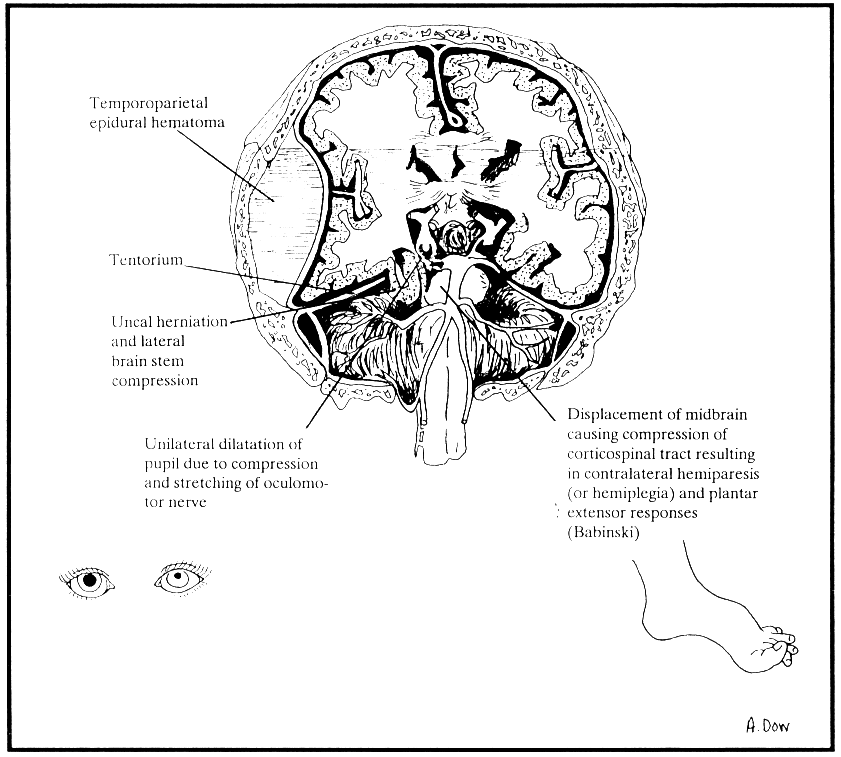 Temporoparietal
epidural hematoma
Tentorium
Uncal herniation
and lateral
brain stem
compression
Unilateral dilatation of
pupil due to compression
and stretching of oculomo-
tor nerve
Displacement of midbrain
causing compression of
corticospinal tract resulting
in contralateral hemiparesis
(or hemiplegia) and plantar
extensor responses
(Babinski)
A. Dow